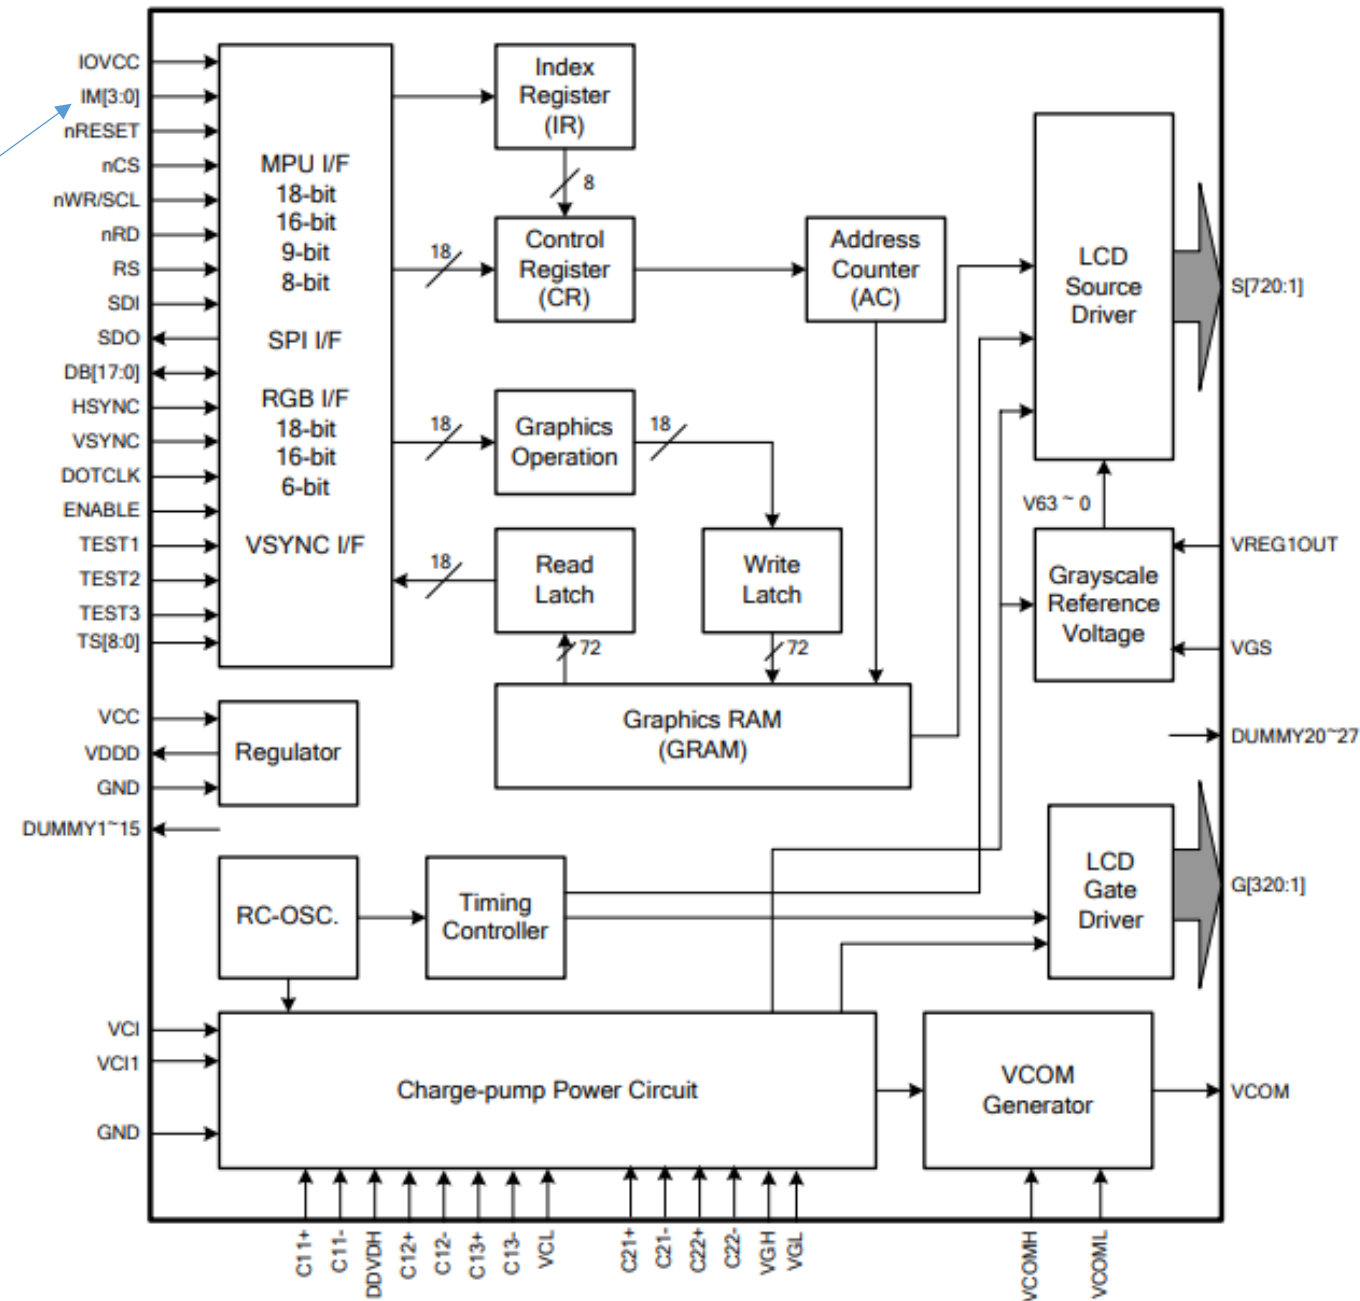 IOVCC
IM[3:0]
nRESET
nCS
nWR/SCL
nRD
RS
SDI
SDO
DB[17:0]
HSYNC
VSYNC
DOTCLK
ENABLE
TEST1
TEST2
TEST3
TS[8:0]
MPU I/F
18-bit
16-bit
9-bit
8-bit
SPI I/F
RGB I/F
18-bit
16-bit
6-bit
VSYNC I/F
Index
Register
(IR)
8
18
Control
Register
(CR)
Address
Counter
(AC)
18
Graphics
Operation
18
18
Read
Latch
Write
Latch
72
72
Graphics RAM
(GRAM)
LCD
Source
Driver
S[720:1]
V63 ~ 0
Grayscale
Reference
Voltage
VREG1OUT
VGS
DUMMY20~27
VCC
VDDD
GND
Regulator
DUMMY1~15
RC-OSC.
Timing
Controller
LCD
Gate
Driver
G[320:1]
VCI
VCI1
GND
Charge-pump Power Circuit
VCOM
Generator
VCOM
C11+
C11-
DDVDH
C12+
C12-
C13+
C13-
VCL
C21+
C21-
C22+
C22-
VGH
VGL
VCOMH
VCOML